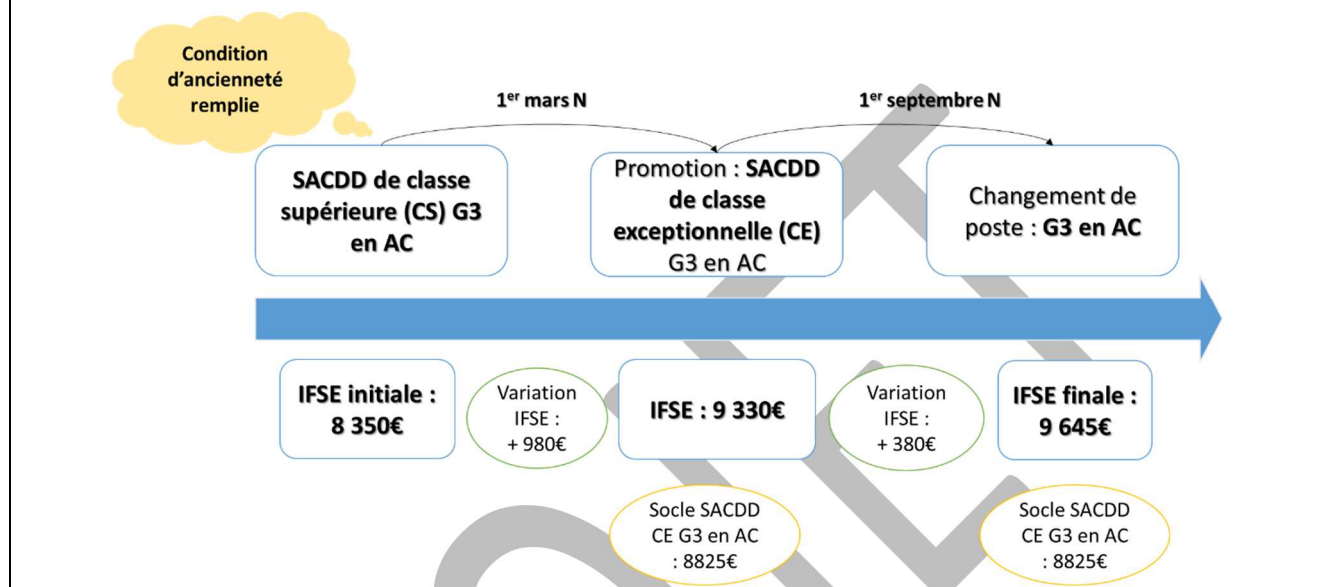 Condition
d’ancienneté
remplie
1er mars N
1er septembre N
SACDD de classe
supérieure (CS) G3
en AC
Promotion : SACDD
de classe
exceptionnelle (CE)
G3 en AC
Changement de
poste : G3 en AC
IFSE initiale :
8 350€
Variation
IFSE :
+ 980€
IFSE : 9 330€
Variation
IFSE :
+ 380€
IFSE finale :
9 645€
Socle SACDD
CE G3 en AC
: 8825€
Socle SACDD
CE G3 en AC
: 8825€